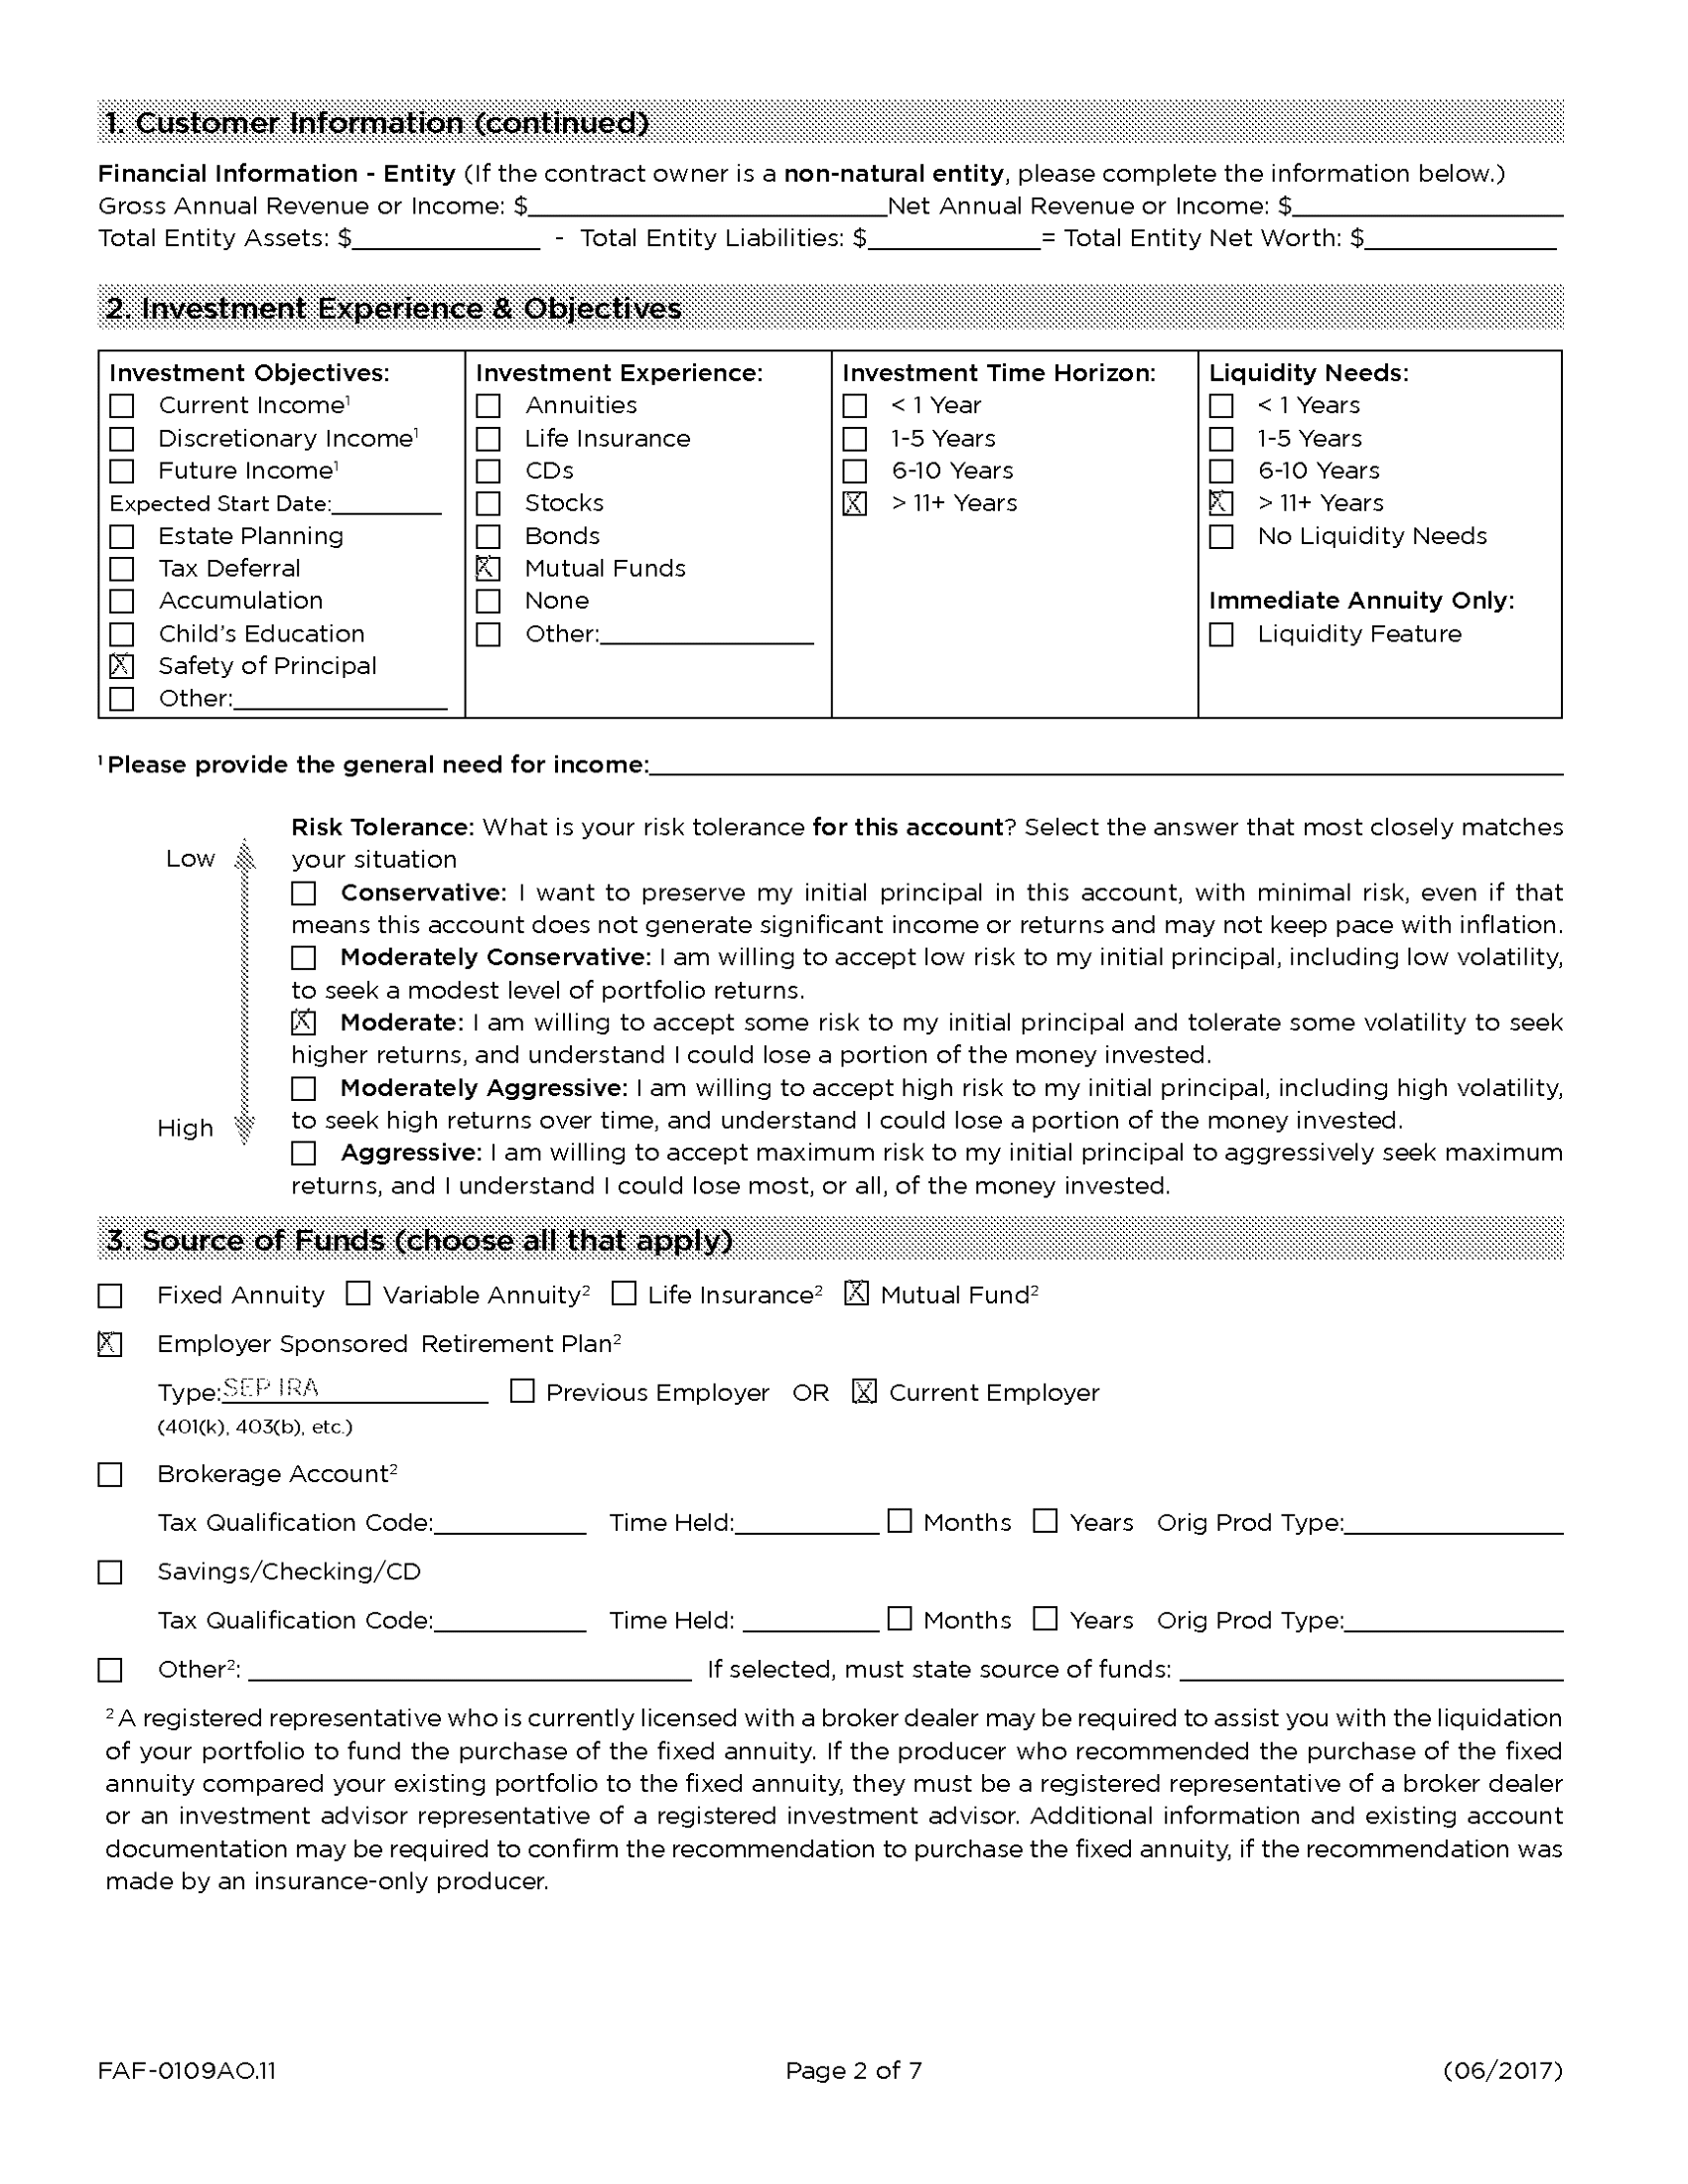 1. Customer Information (continued)
Financial Information - Entity (If the contract owner is a non-natural entity, please complete the information below.)
Gross Annual Revenue or Income: $____ Net Annual Revenue or Income: $____
Total Entity Assets: $____ - Total Entity Liabilities: $____ = Total Entity Net Worth: $____
2. Investment Experience & Objectives
Investment Objectives:
☐ Current Income¹
☐ Discretionary Income¹
☐ Future Income¹
Expected Start Date:____
☐ Estate Planning
☐ Tax Deferral
☐ Accumulation
☐ Child's Education
☒ Safety of Principal
☐ Other:____
Investment Experience:
☐ Annuities
☐ Life Insurance
☐ CDs
☐ Stocks
☐ Bonds
☒ Mutual Funds
☐ None
☐ Other:____
Investment Time Horizon:
☐ < 1 Year
☐ 1-5 Years
☐ 6-10 Years
☒ > 11+ Years
Liquidity Needs:
☐ < 1 Years
☐ 1-5 Years
☐ 6-10 Years
☒ > 11+ Years
☐ No Liquidity Needs
Immediate Annuity Only:
☐ Liquidity Feature
¹ Please provide the general need for income:____
Low
High
Risk Tolerance: What is your risk tolerance for this account? Select the answer that most closely matches
your situation
☐ Conservative: I want to preserve my initial principal in this account, with minimal risk, even if that
means this account does not generate significant income or returns and may not keep pace with inflation.
☐ Moderately Conservative: I am willing to accept low risk to my initial principal, including low volatility,
to seek a modest level of portfolio returns.
☒ Moderate: I am willing to accept some risk to my initial principal and tolerate some volatility to seek
higher returns, and understand I could lose a portion of the money invested.
☐ Moderately Aggressive: I am willing to accept high risk to my initial principal, including high volatility,
to seek high returns over time, and understand I could lose a portion of the money invested.
☐ Aggressive: I am willing to accept maximum risk to my initial principal to aggressively seek maximum
returns, and I understand I could lose most, or all, of the money invested.
3. Source of Funds (choose all that apply)
☐ Fixed Annuity ☐ Variable Annuity² ☐ Life Insurance² ☒ Mutual Fund²
☒ Employer Sponsored Retirement Plan²
Type: SEP IRA ☐ Previous Employer OR ☒ Current Employer
(401(k), 403(b), etc.)
☐ Brokerage Account²
Tax Qualification Code:____ Time Held:____ ☐ Months ☐ Years Orig Prod Type:____
☐ Savings/Checking/CD
Tax Qualification Code:____ Time Held: ____ ☐ Months ☐ Years Orig Prod Type:____
☐ Other²: ____ If selected, must state source of funds: ____
² A registered representative who is currently licensed with a broker dealer may be required to assist you with the liquidation
of your portfolio to fund the purchase of the fixed annuity. If the producer who recommended the purchase of the fixed
annuity compared your existing portfolio to the fixed annuity, they must be a registered representative of a broker dealer
or an investment advisor representative of a registered investment advisor. Additional information and existing account
documentation may be required to confirm the recommendation to purchase the fixed annuity, if the recommendation was
made by an insurance-only producer.
FAF-0109AO.11 Page 2 of 7 (06/2017)